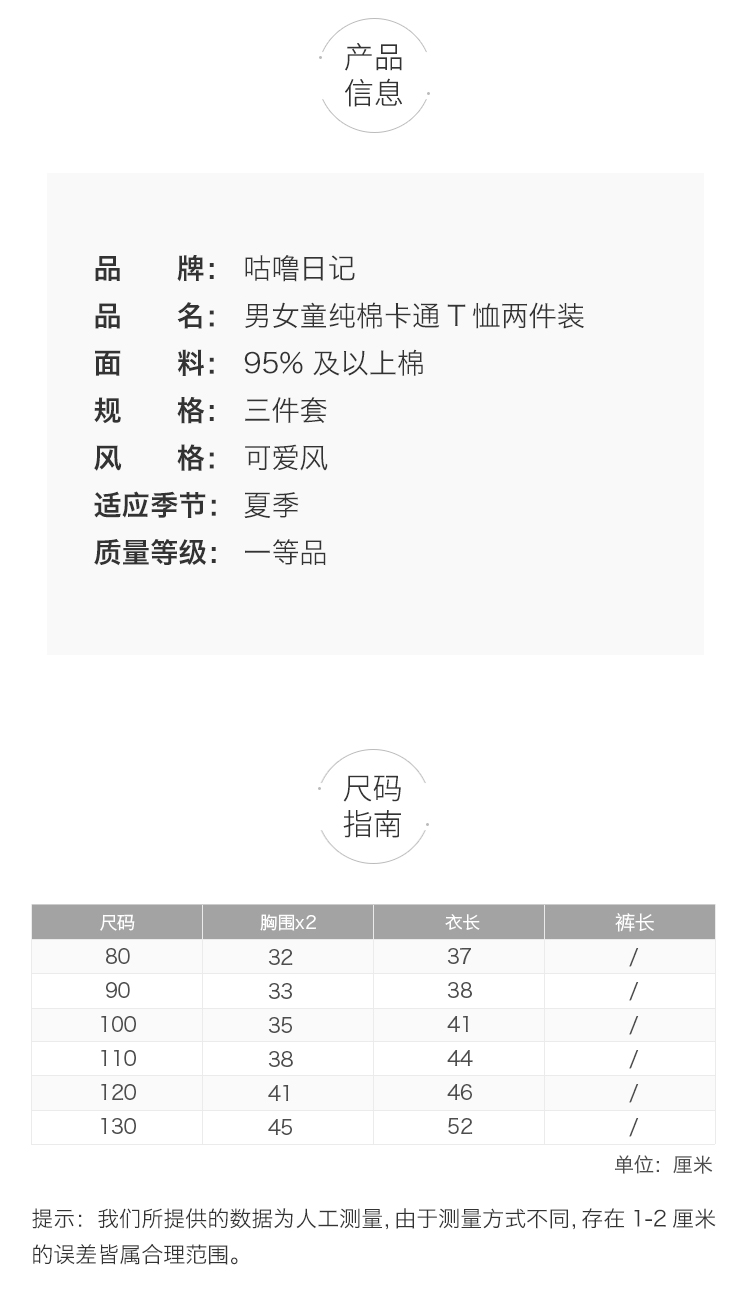 产品
信息
品 牌： 咕噜日记
品 名： 男女童纯棉卡通 T 恤两件装
面 料： 95% 及以上棉
规 格： 三件套
风 格： 可爱风
适应季节： 夏季
质量等级： 一等品
尺码
指南
尺码 胸围x2 衣长 裤长
80 32 37 /
90 33 38 /
100 35 41 /
110 38 44 /
120 41 46 /
130 45 52 /
单位：厘米
提示：我们所提供的数据为人工测量, 由于测量方式不同, 存在 1-2 厘米
的误差皆属合理范围。